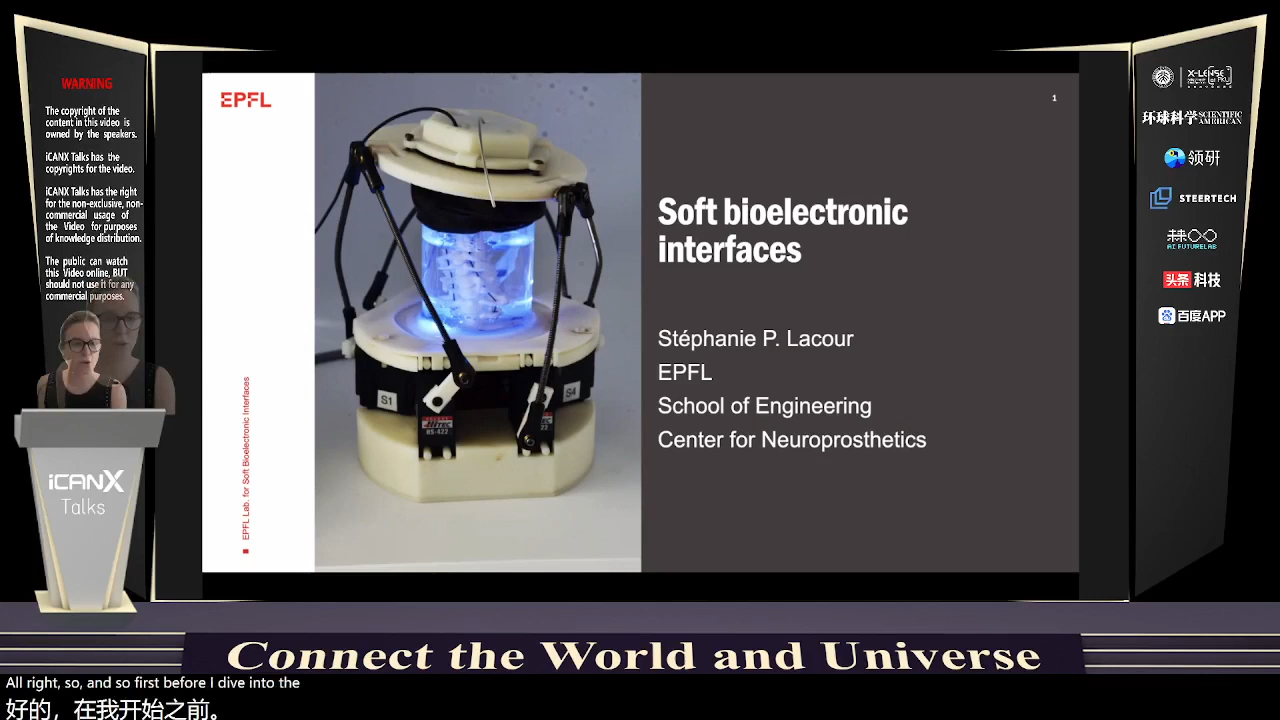 WARNING
The copyright of the
content in this video is
owned by the speakers.
iCANX Talks has the
copyrights for the video.
iCANX Talks has the right
for the non-exclusive, non-
commercial usage of
the Video for purposes
of knowledge distribution.
The public can watch
this Video online, BUT
should not use it for any
commercial purposes.
iCANX
Talks
EPFL
EPFL Lab. for Soft Bioelectronic Interfaces
S1
S4
HS-422
1
Soft bioelectronic
interfaces
Stéphanie P. Lacour
EPFL
School of Engineering
Center for Neuroprosthetics
X-LENSE
环球科学 SCIENTIFIC
AMERICAN
领研
STEERTECH
AI FUTURELAB
头条 科技
百度APP
Connect the World and Universe
All right, so, and so first before I dive into the
好的，在我开始之前。